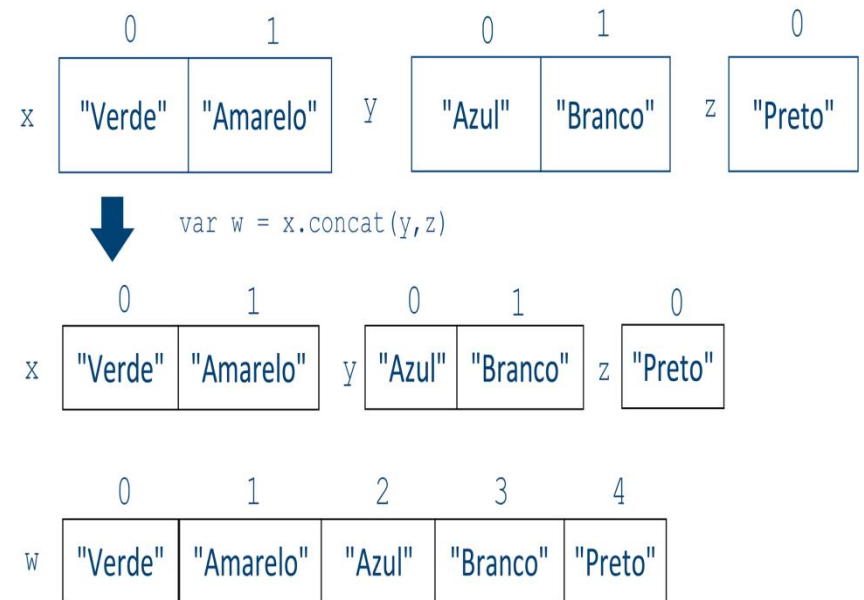 0 1 0 1 0
x "Verde" "Amarelo" y "Azul" "Branco" z "Preto"
var w = x.concat(y,z)
0 1 0 1 0
x "Verde" "Amarelo" y "Azul" "Branco" z "Preto"
0 1 2 3 4
w "Verde" "Amarelo" "Azul" "Branco" "Preto"